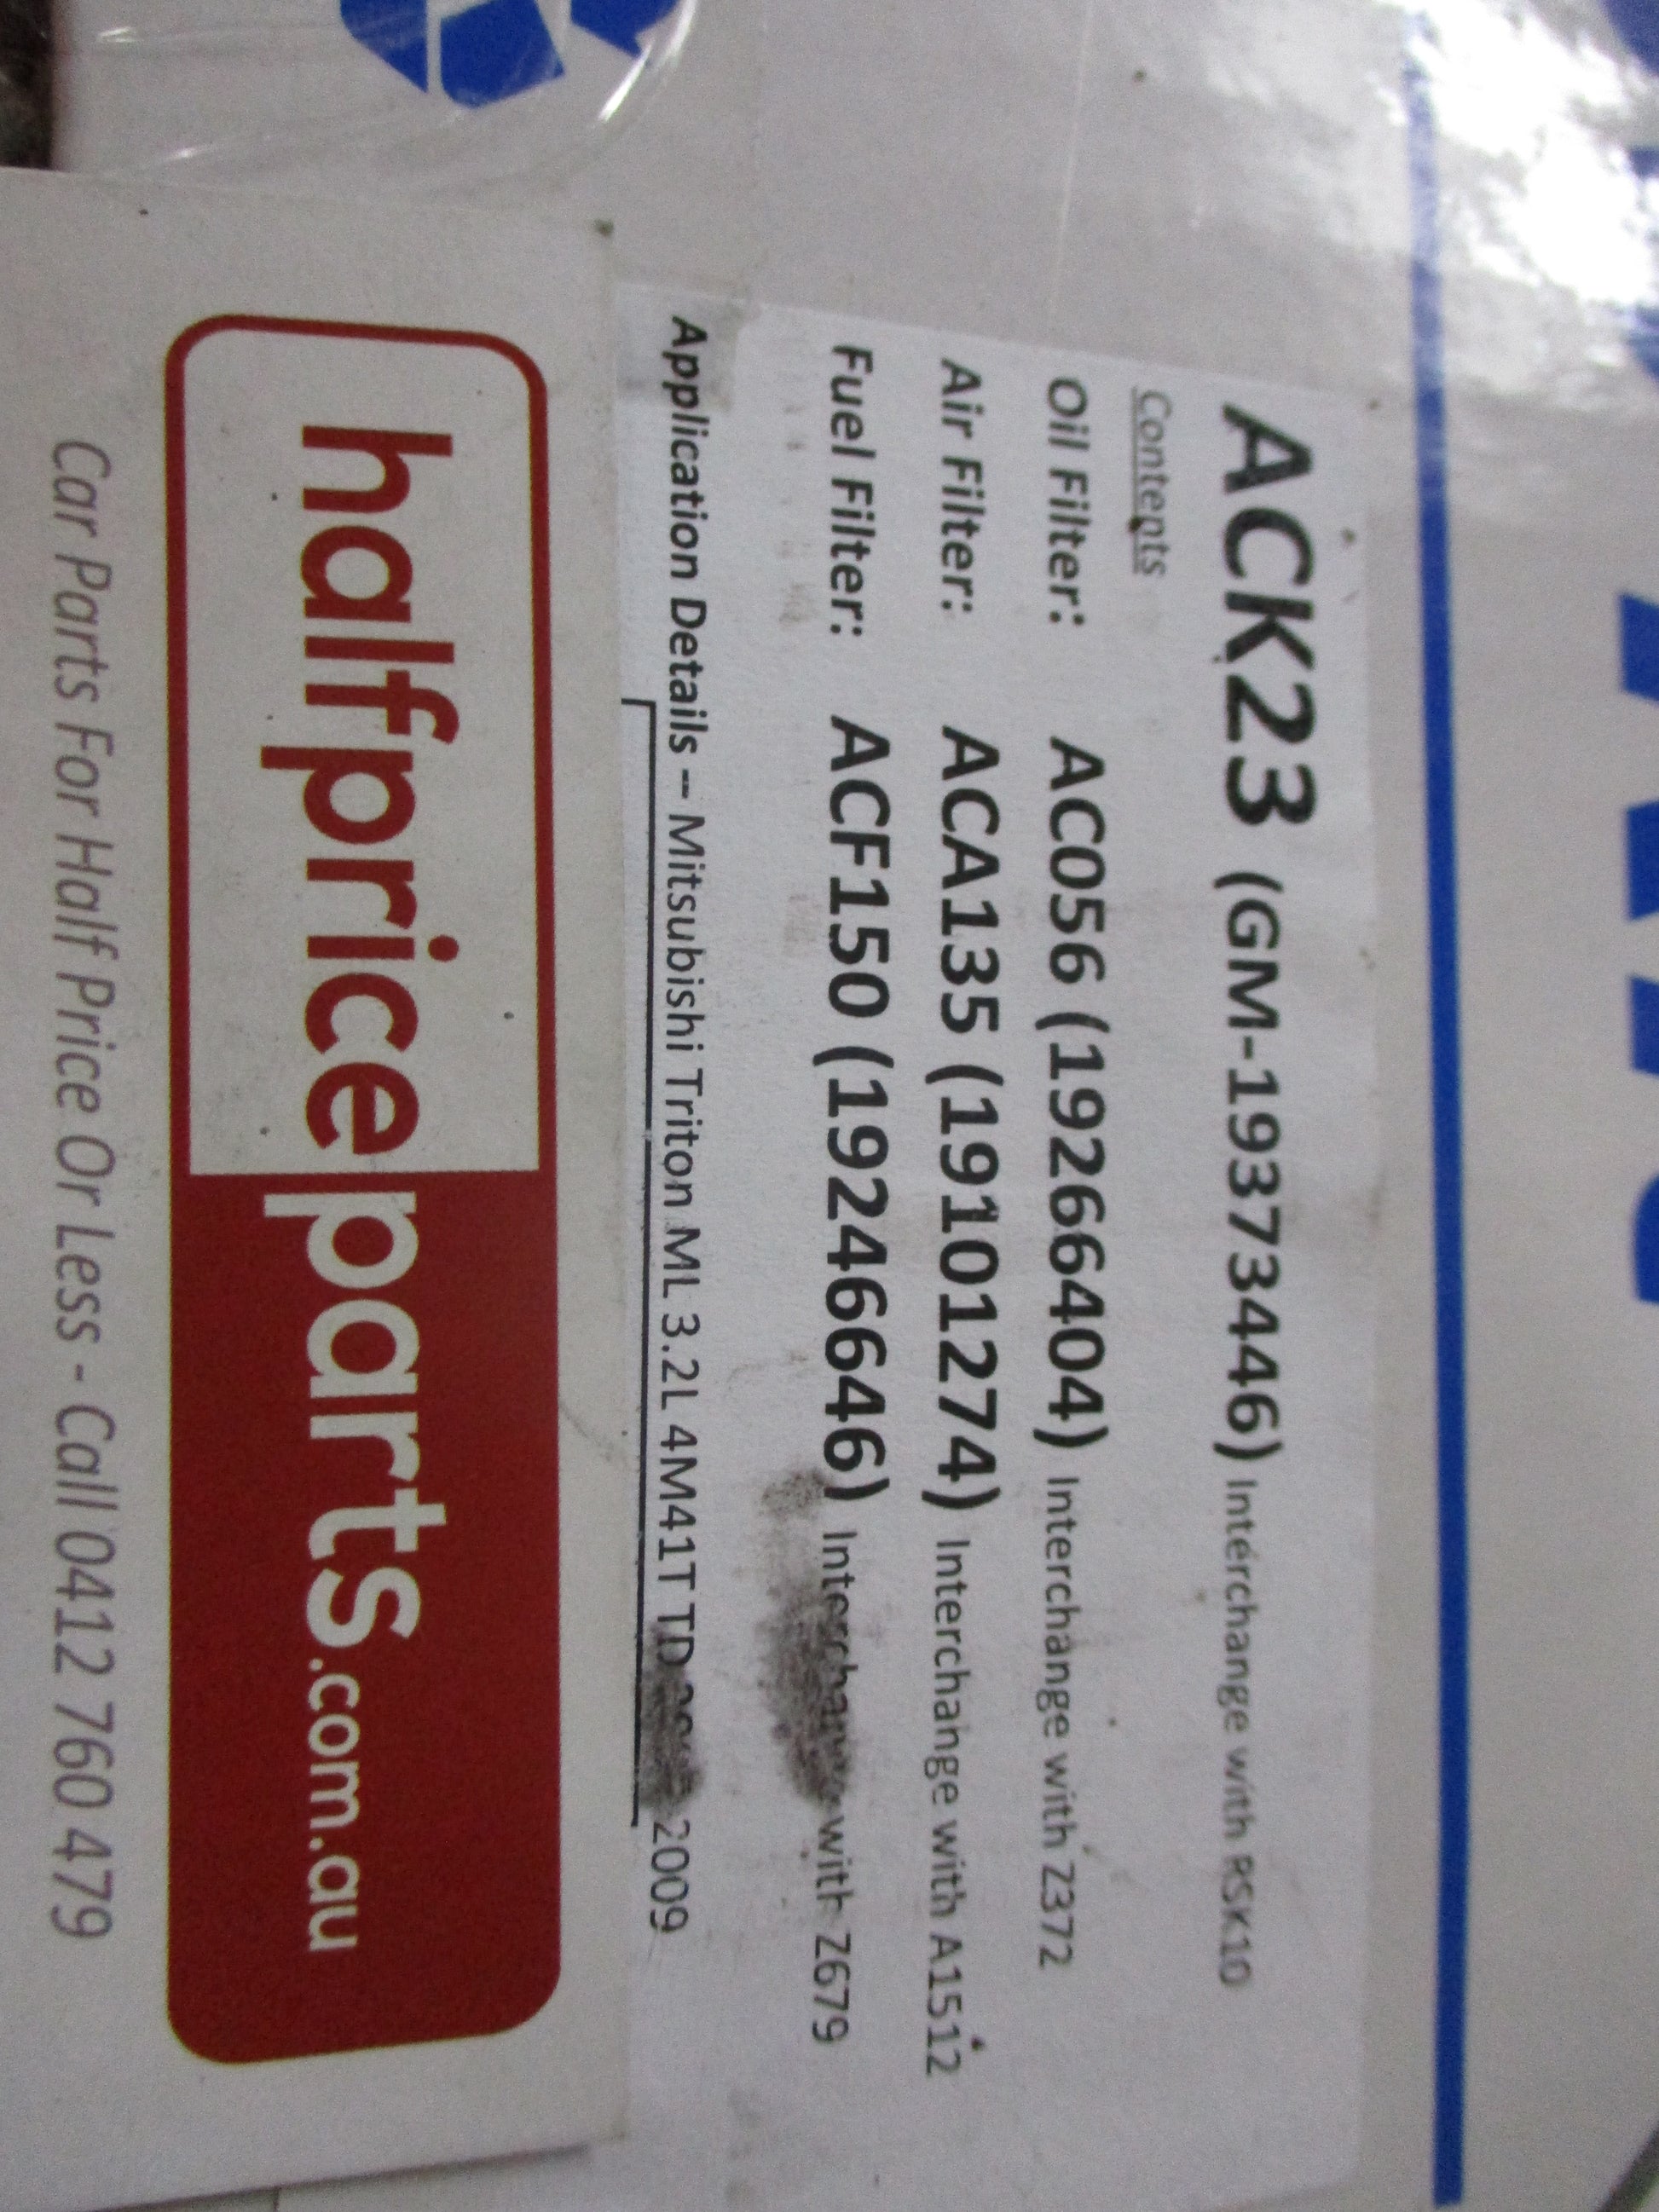 ACK23 (GM-19373446) Interchange with RSK10
Contents
Oil Filter: AC056 (19266404) Interchange with Z372
Air Filter: ACA135 (19101274) Interchange with A1512
Fuel Filter: ACF150 (19246646) Interchange with Z679
Application Details – Mitsubishi Triton ML 3.2L 4M41T TD 2009
halfpriceparts.com.au
Car Parts For Half Price Or Less - Call 0412 760 479